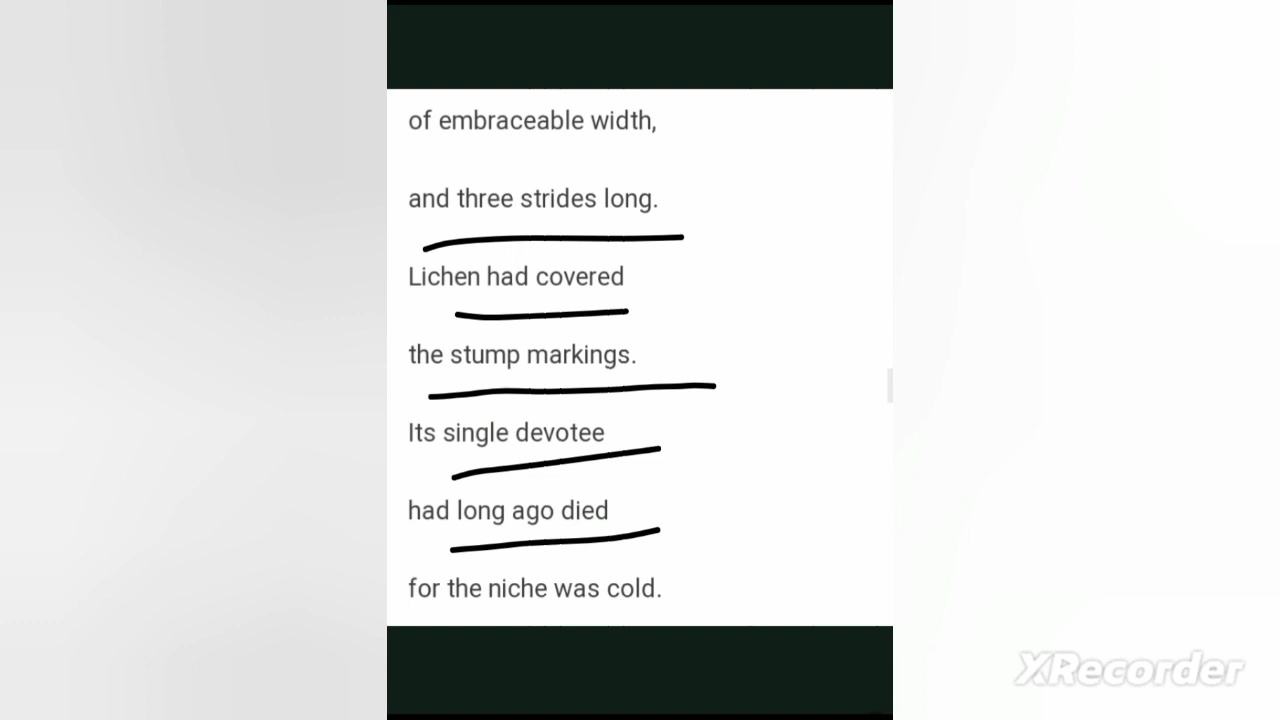 of embraceable width,
and three strides long.
Lichen had covered
the stump markings.
Its single devotee
had long ago died
for the niche was cold.
XRecorder